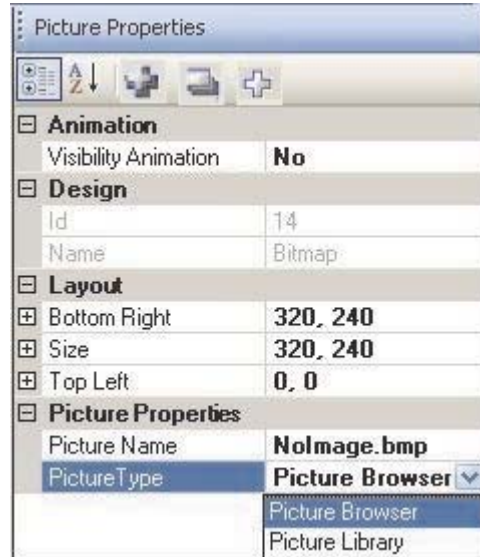 Picture Properties
A
Z
Animation
Visibility Animation No
Design
Id 14
Name Bitmap
Layout
Bottom Right 320, 240
Size 320, 240
Top Left 0, 0
Picture Properties
Picture Name NoImage.bmp
PictureType Picture Browser
Picture Browser
Picture Library